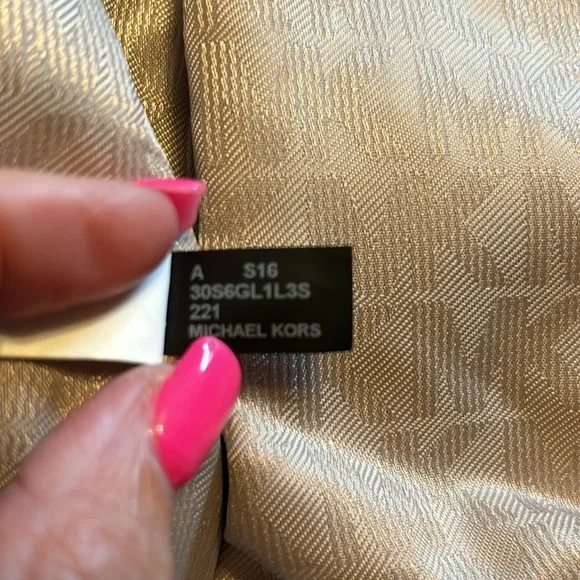 A S16
30S6GL1L3S
221
MICHAEL KORS